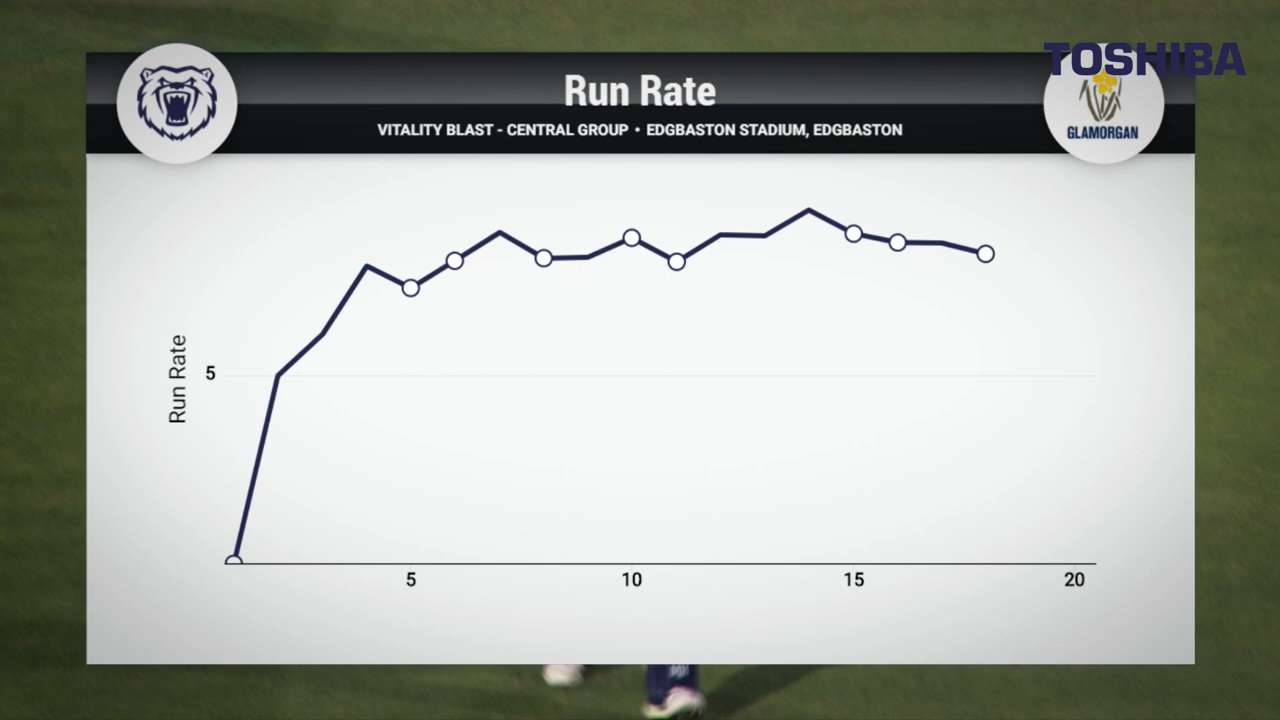 TOSHIBA
Run Rate
VITALITY BLAST - CENTRAL GROUP • EDGBASTON STADIUM, EDGBASTON
GLAMORGAN
Run Rate
5
5
10
15
20